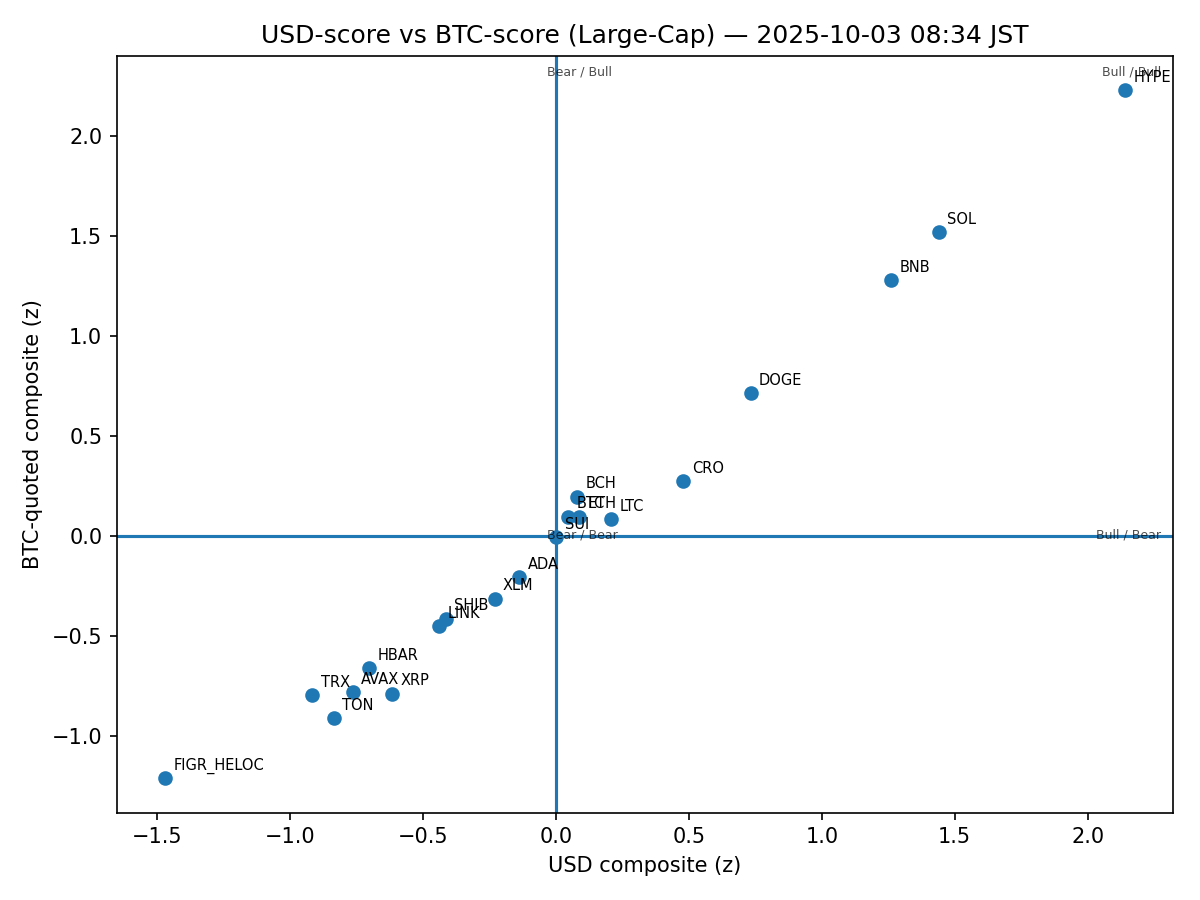 USD-score vs BTC-score (Large-Cap) — 2025-10-03 08:34 JST
Bear / Bull
Bull / Bull
HYPE
2.0
SOL
1.5
BNB
1.0
DOGE
0.5
CRO
BCH
BTC
ETH
LTC
SUI
0.0
Bear / Bear
Bull / Bear
ADA
XLM
SHIB
LINK
−0.5
HBAR
TRX
AVAX
XRP
TON
−1.0
FIGR_HELOC
BTC-quoted composite (z)
−1.5
−1.0
−0.5
0.0
0.5
1.0
1.5
2.0
USD composite (z)